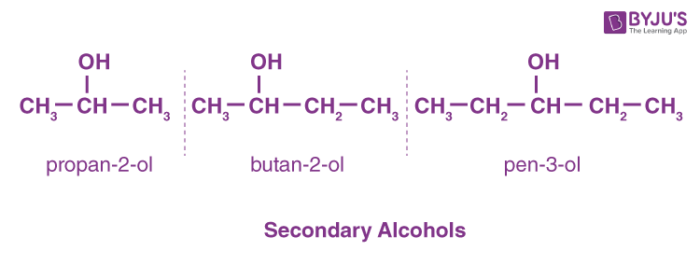 BYJU'S
The Learning App
OH OH OH
CH₃—CH—CH₃ CH₃—CH—CH₂—CH₃ CH₃—CH₂—CH—CH₂—CH₃
propan-2-ol butan-2-ol pen-3-ol
Secondary Alcohols